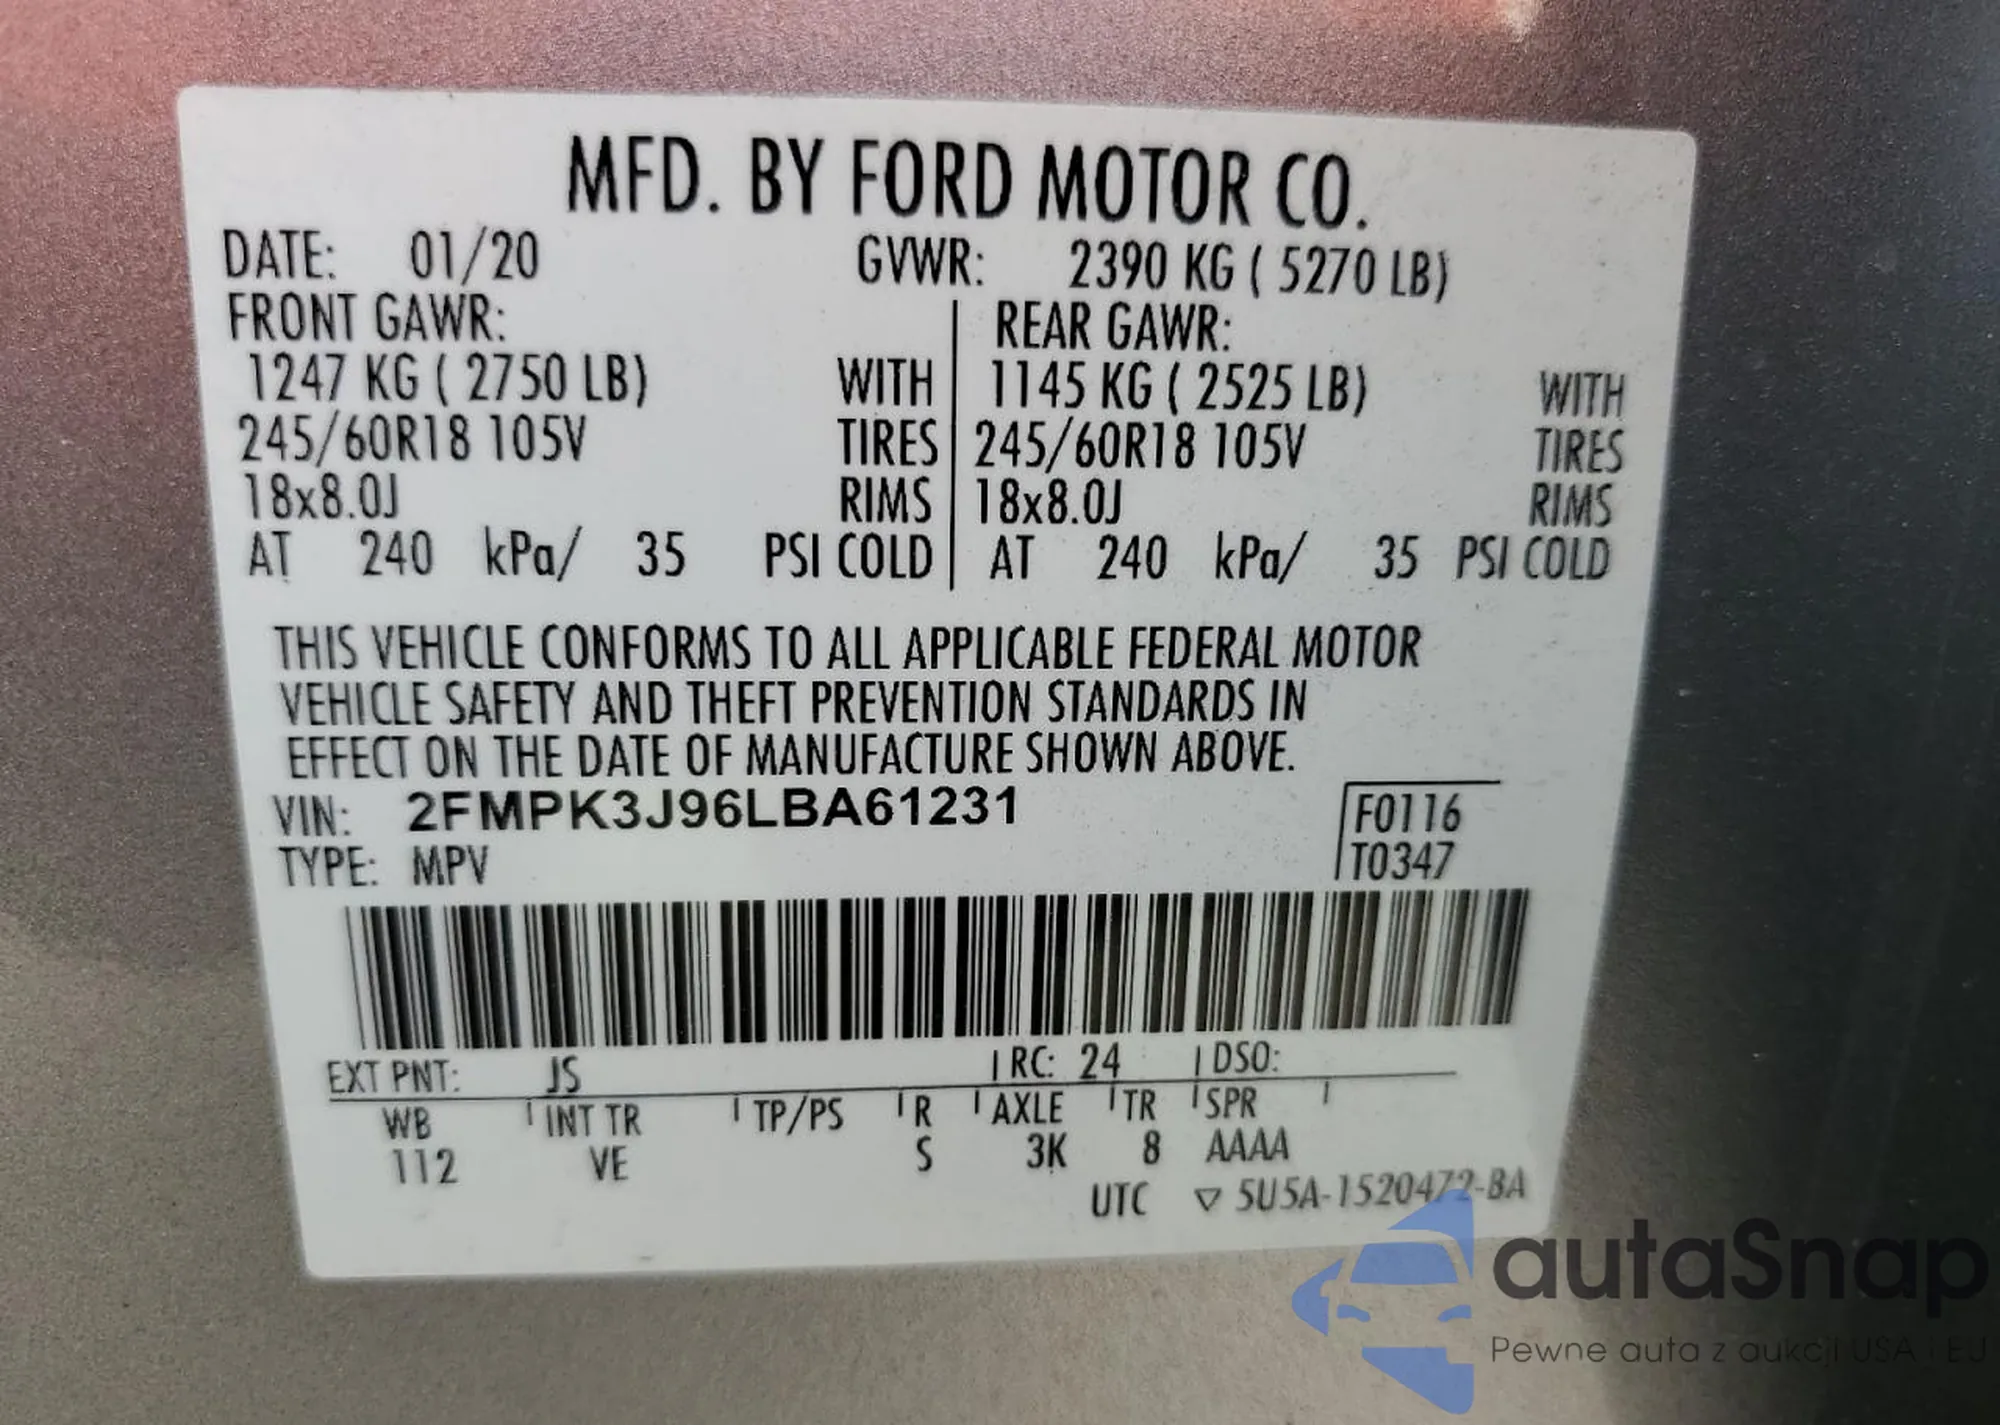 MFD. BY FORD MOTOR CO.
DATE: 01/20 GVWR: 2390 KG ( 5270 LB)
FRONT GAWR: REAR GAWR:
1247 KG ( 2750 LB) WITH 1145 KG ( 2525 LB) WITH
245/60R18 105V TIRES 245/60R18 105V TIRES
18x8.0J RIMS 18x8.0J RIMS
AT 240 kPa/ 35 PSI COLD AT 240 kPa/ 35 PSI COLD
THIS VEHICLE CONFORMS TO ALL APPLICABLE FEDERAL MOTOR
VEHICLE SAFETY AND THEFT PREVENTION STANDARDS IN
EFFECT ON THE DATE OF MANUFACTURE SHOWN ABOVE.
VIN: 2FMPK3J96LBA61231 F0116
TYPE: MPV T0347
EXT PNT: JS RC: 24 DSO:
WB INT TR TP/PS R AXLE TR SPR
112 VE S 3K 8 AAAA
UTC ▽ 5U5A-1520472-BA
autaSnap
Pewne auta z aukcji USA i EU